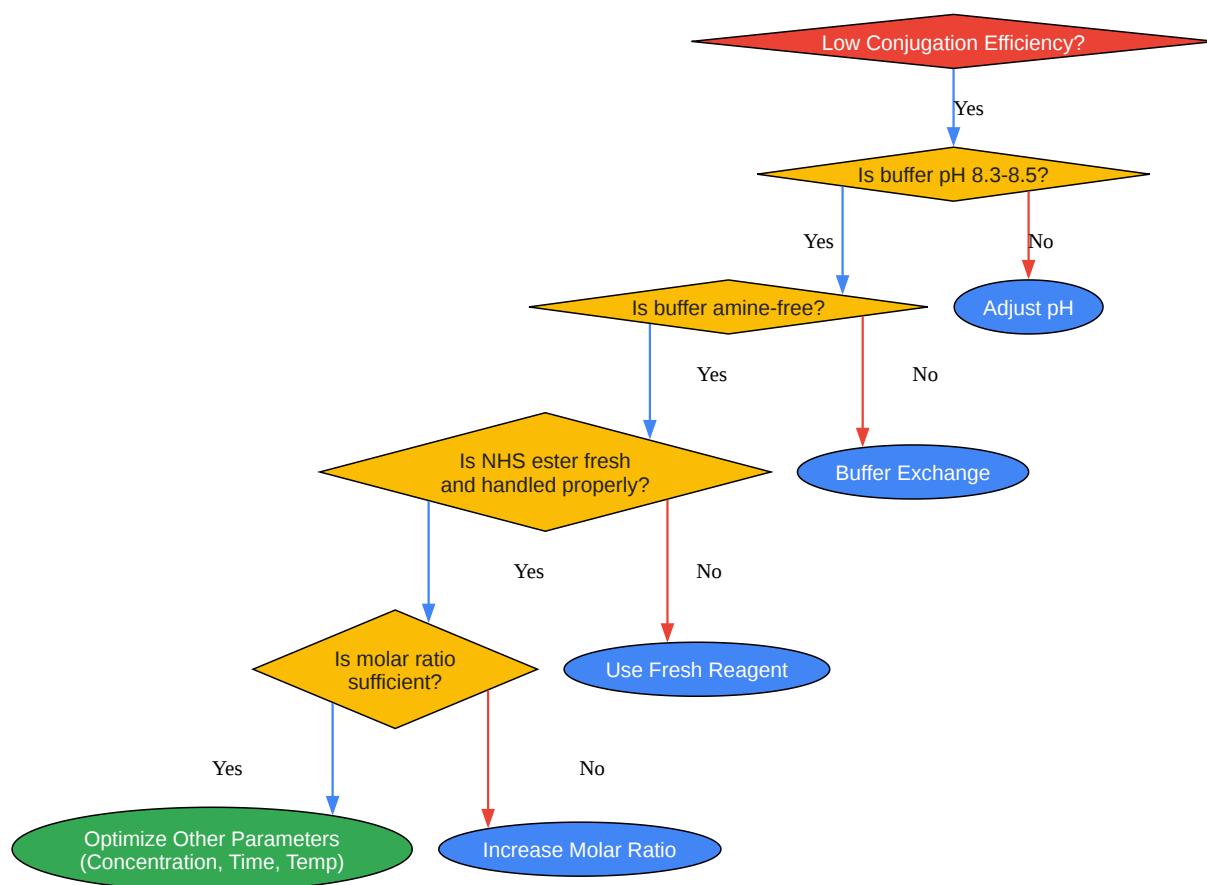 Low Conjugation Efficiency?
Yes
Is buffer pH 8.3-8.5?
Yes
No
Is buffer amine-free?
Adjust pH
Yes
No
Is NHS ester fresh
and handled properly?
Buffer Exchange
Yes
No
Is molar ratio
sufficient?
Use Fresh Reagent
Yes
No
Optimize Other Parameters
(Concentration, Time, Temp)
Increase Molar Ratio